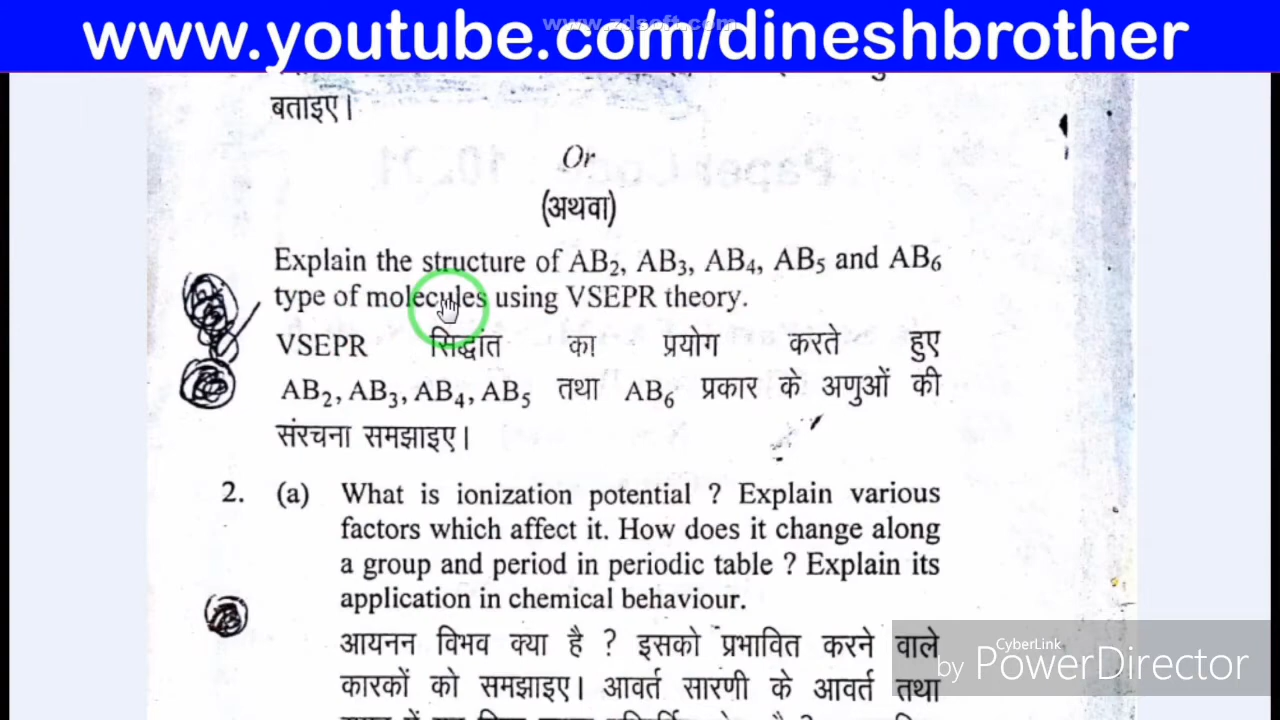 www.youtube.com/dineshbrother
www.zdsoft.com
बताइए।
Or
(अथवा)
Explain the structure of AB₂, AB₃, AB₄, AB₅ and AB₆
type of molecules using VSEPR theory.
VSEPR सिद्धांत का प्रयोग करते हुए
AB₂, AB₃, AB₄, AB₅ तथा AB₆ प्रकार के अणुओं की
संरचना समझाइए।
2. (a) What is ionization potential ? Explain various
factors which affect it. How does it change along
a group and period in periodic table ? Explain its
application in chemical behaviour.
आयनन विभव क्या है ? इसको प्रभावित करने वाले
कारकों को समझाइए। आवर्त सारणी के आवर्त तथा
CyberLink
by PowerDirector